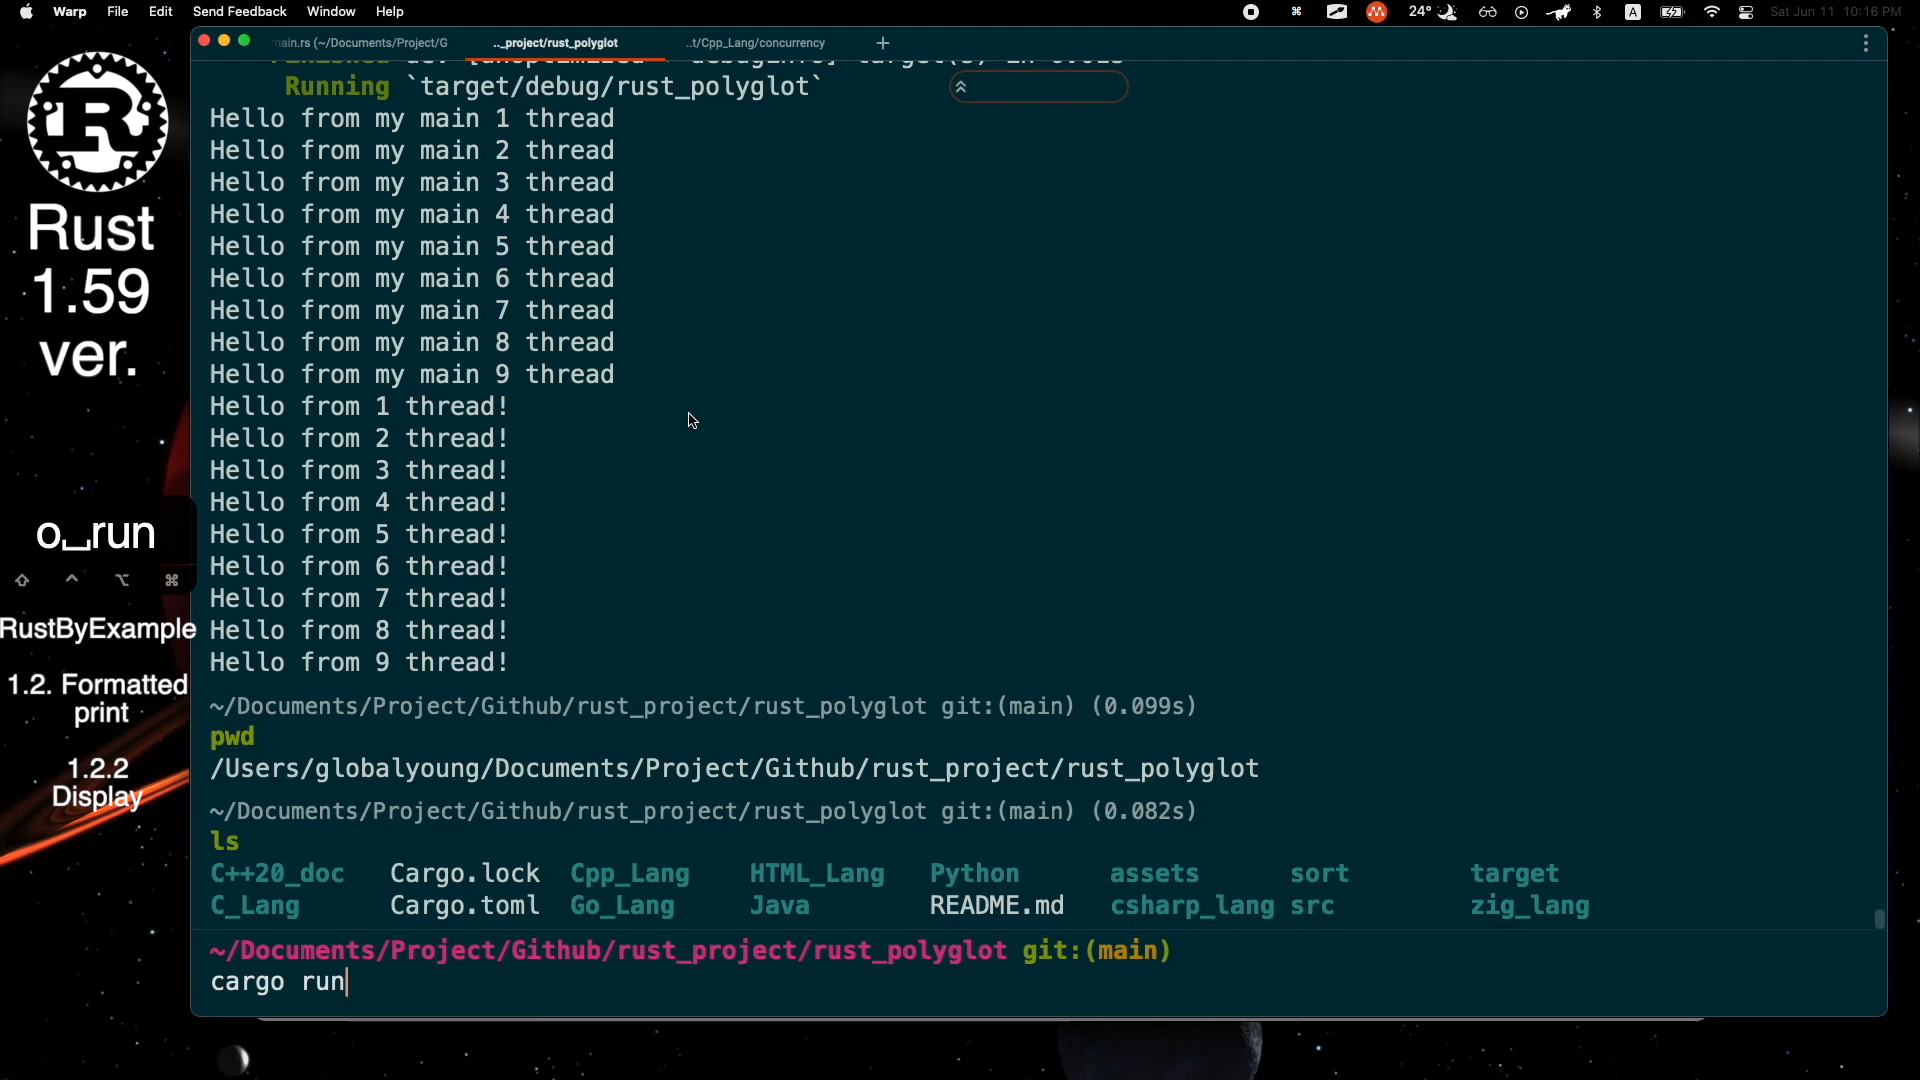 Warp File Edit Send Feedback Window Help 24° A Sat Jun 11 10:16 PM
main.rs (~/Documents/Project/G .._project/rust_polyglot ..t/Cpp_Lang/concurrency +
Running `target/debug/rust_polyglot`
Hello from my main 1 thread
Hello from my main 2 thread
Hello from my main 3 thread
Hello from my main 4 thread
Hello from my main 5 thread
Hello from my main 6 thread
Hello from my main 7 thread
Hello from my main 8 thread
Hello from my main 9 thread
Hello from 1 thread!
Hello from 2 thread!
Hello from 3 thread!
Hello from 4 thread!
Hello from 5 thread!
Hello from 6 thread!
Hello from 7 thread!
Hello from 8 thread!
Hello from 9 thread!
~/Documents/Project/Github/rust_project/rust_polyglot git:(main) (0.099s)
pwd
/Users/globalyoung/Documents/Project/Github/rust_project/rust_polyglot
~/Documents/Project/Github/rust_project/rust_polyglot git:(main) (0.082s)
ls
C++20_doc Cargo.lock Cpp_Lang HTML_Lang Python assets sort target
C_Lang Cargo.toml Go_Lang Java README.md csharp_lang src zig_lang
~/Documents/Project/Github/rust_project/rust_polyglot git:(main)
cargo run
R
Rust
1.59
ver.
o␣run
⇧ ^ ⌥ ⌘
RustByExample
1.2. Formatted
print
1.2.2
Display